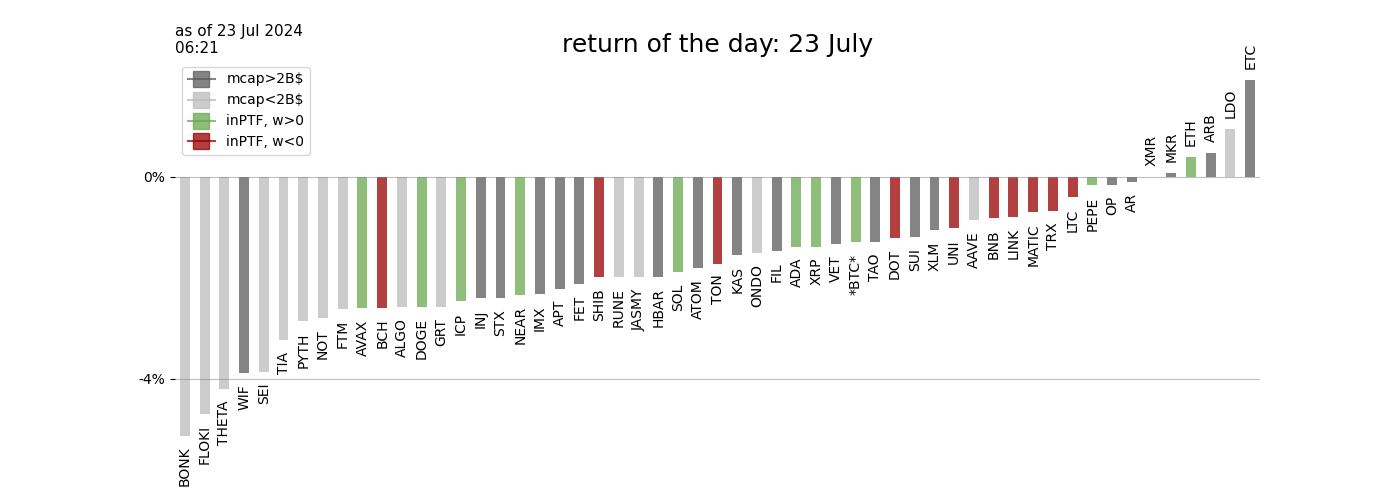 as of 23 Jul 2024
06:21
return of the day: 23 July
mcap>2B$
mcap<2B$
inPTF, w>0
inPTF, w<0
0%
-4%
BONK
FLOKI
THETA
WIF
SEI
TIA
PYTH
NOT
FTM
AVAX
BCH
ALGO
DOGE
GRT
ICP
INJ
STX
NEAR
IMX
APT
FET
SHIB
RUNE
JASMY
HBAR
SOL
ATOM
TON
KAS
ONDO
FIL
ADA
XRP
VET
*BTC*
TAO
DOT
SUI
XLM
UNI
AAVE
BNB
LINK
MATIC
TRX
LTC
PEPE
OP
AR
XMR
MKR
ETH
ARB
LDO
ETC